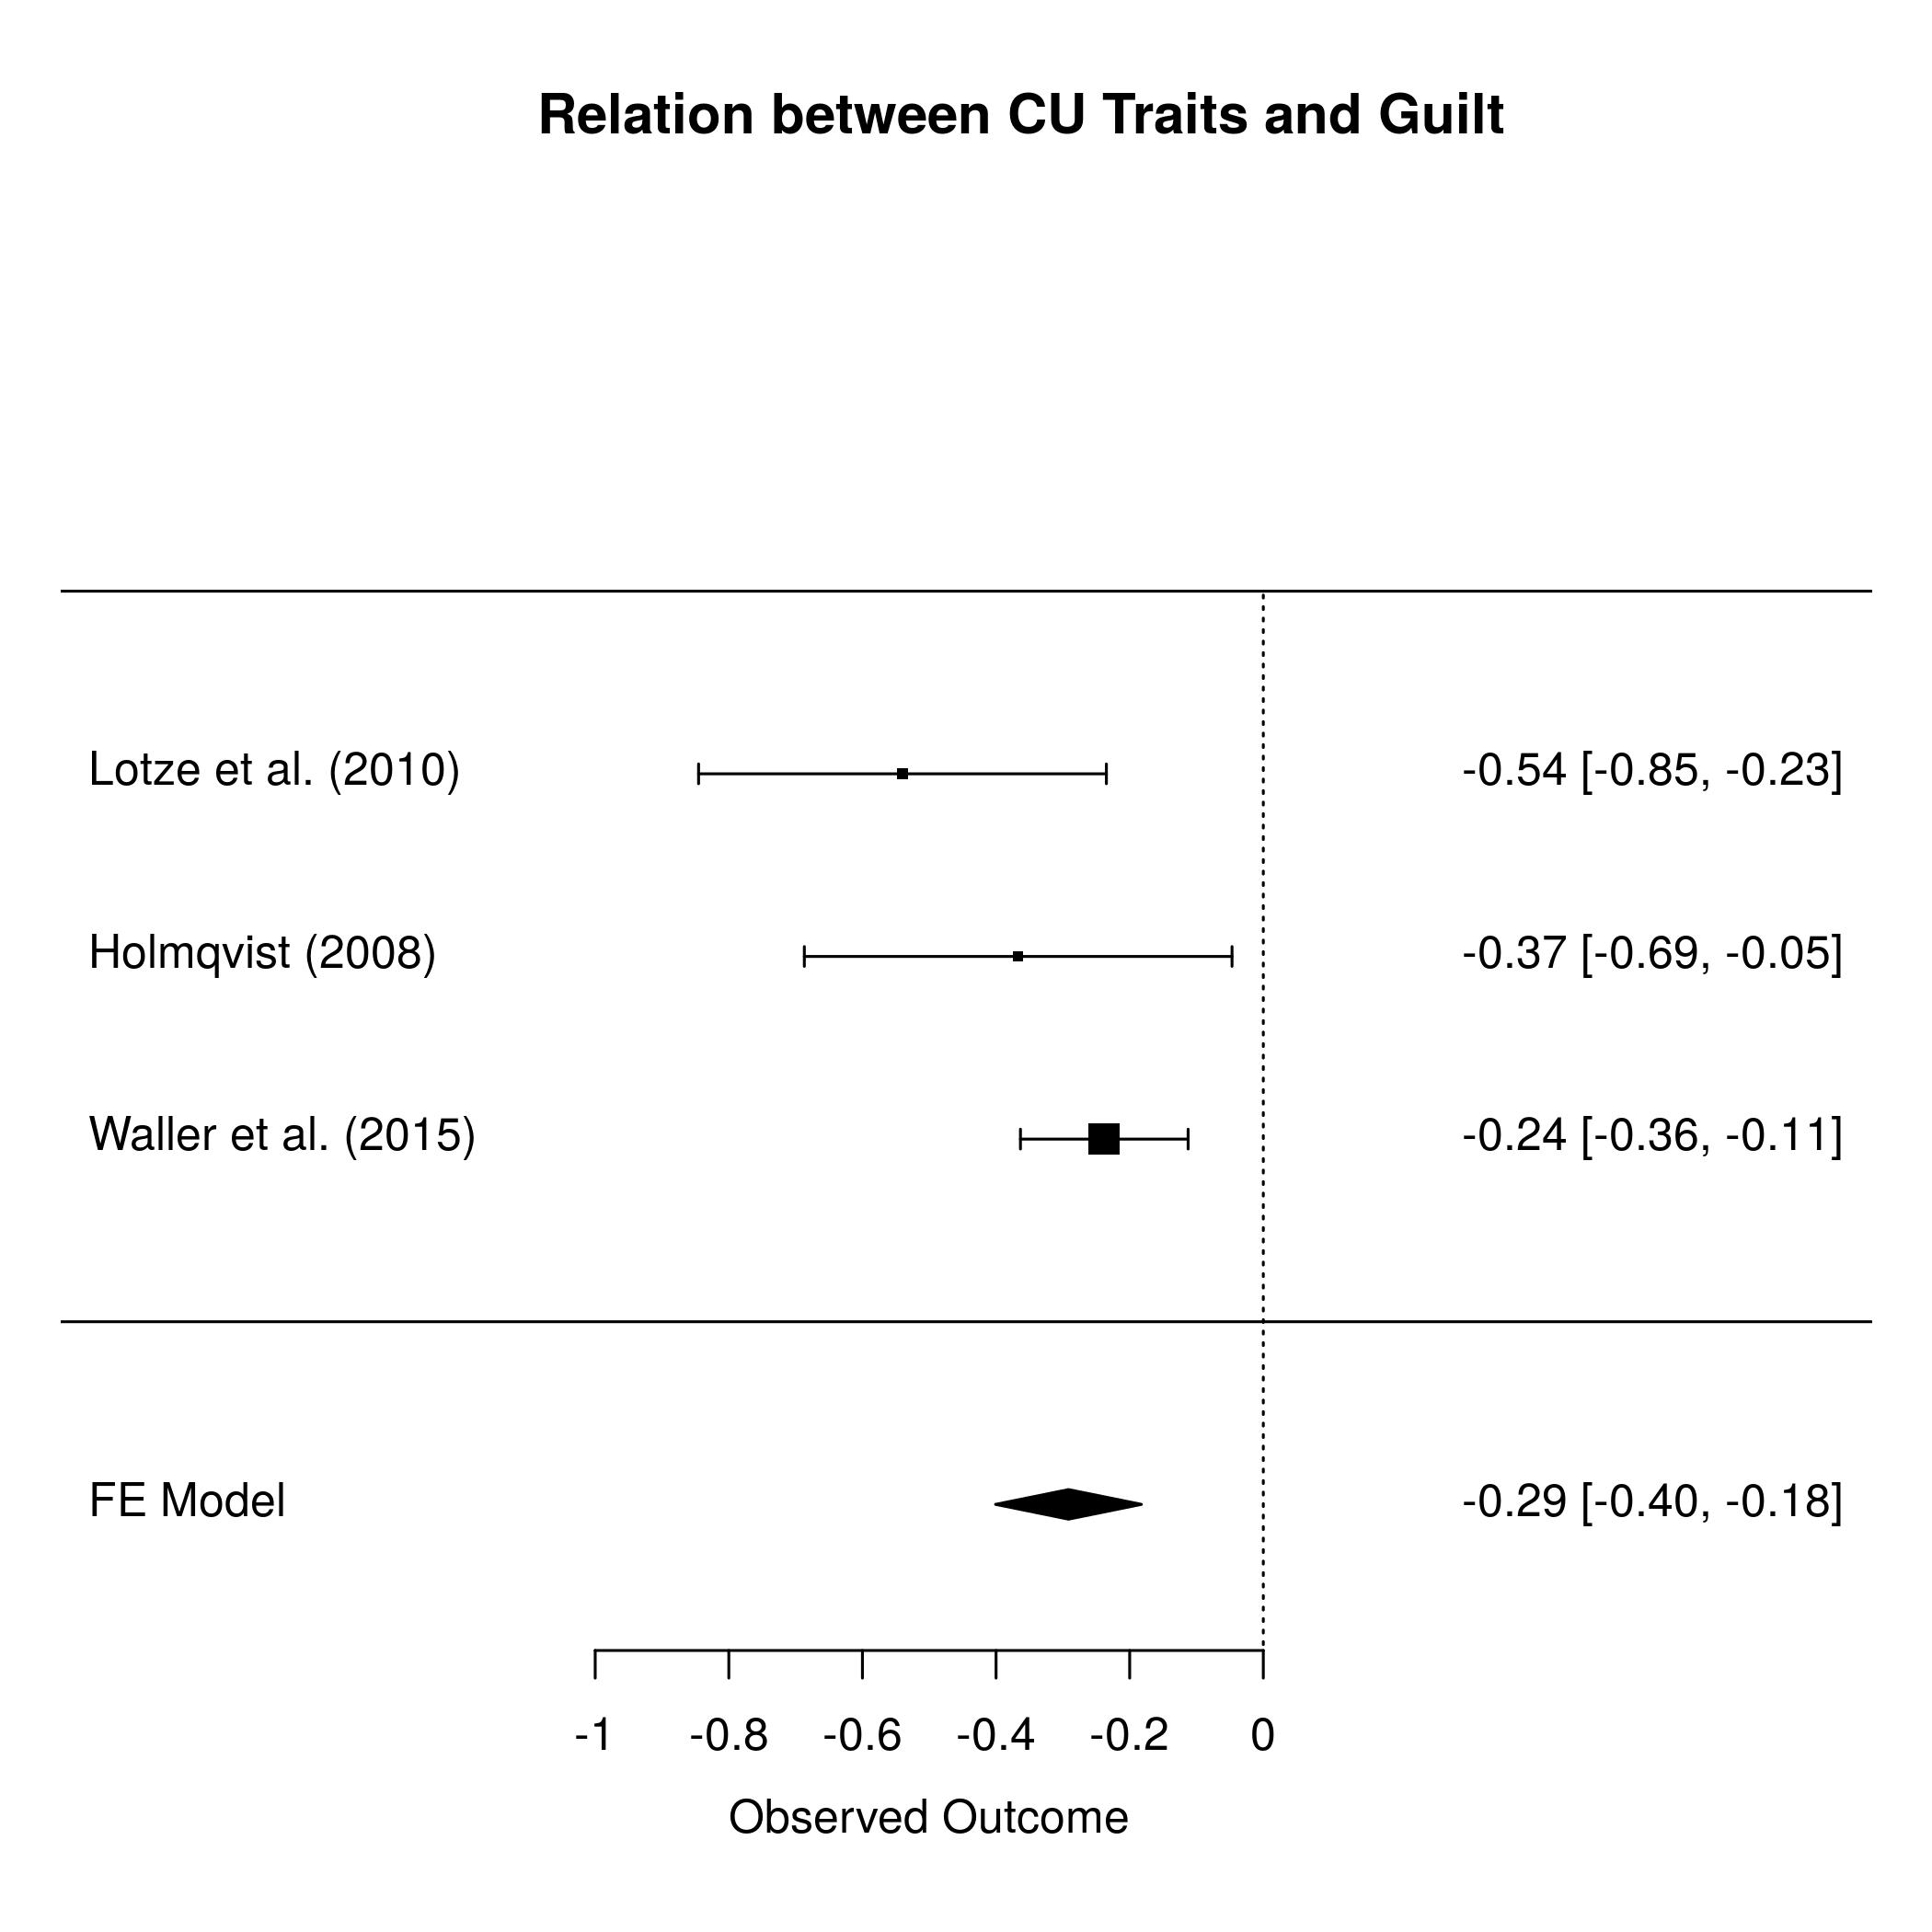 Relation between CU Traits and Guilt
Lotze et al. (2010) -0.54 [-0.85, -0.23]
Holmqvist (2008) -0.37 [-0.69, -0.05]
Waller et al. (2015) -0.24 [-0.36, -0.11]
FE Model -0.29 [-0.40, -0.18]
-1 -0.8 -0.6 -0.4 -0.2 0
Observed Outcome